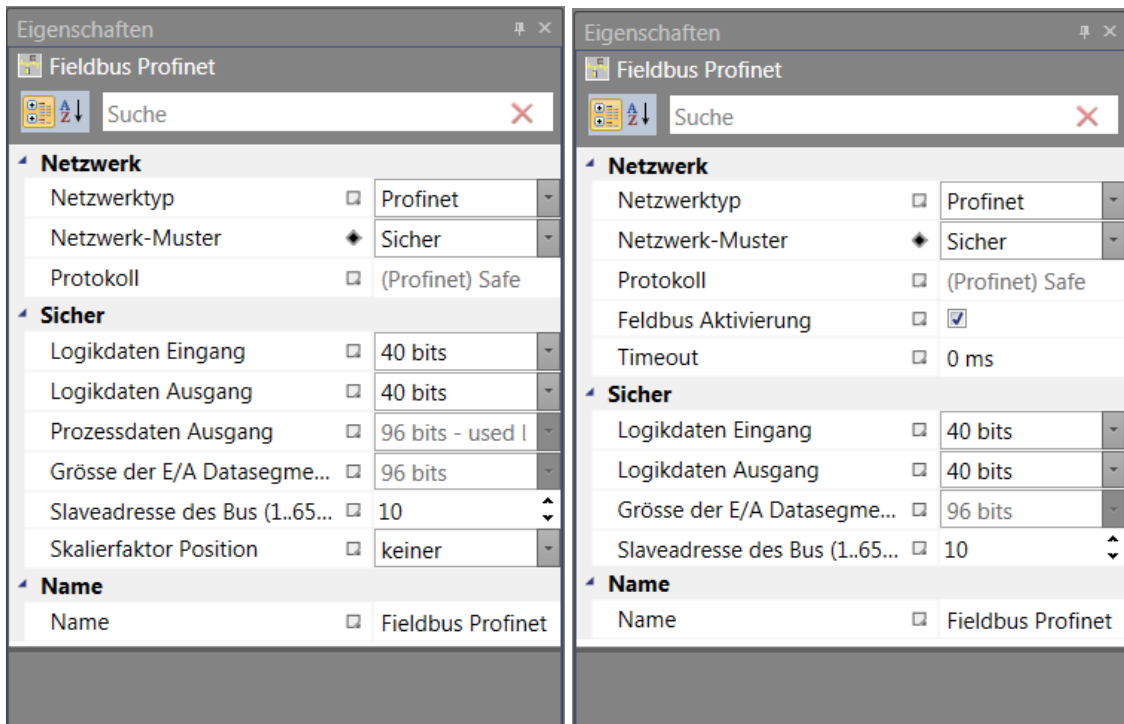 Eigenschaften
Fieldbus Profinet
Suche
Netzwerk
Netzwerktyp Profinet
Netzwerk-Muster Sicher
Protokoll (Profinet) Safe
Sicher
Logikdaten Eingang 40 bits
Logikdaten Ausgang 40 bits
Prozessdaten Ausgang 96 bits - used
Grösse der E/A Datasegme... 96 bits
Slaveadresse des Bus (1..65... 10
Skalierfaktor Position keiner
Name
Name Fieldbus Profinet
Eigenschaften
Fieldbus Profinet
Suche
Netzwerk
Netzwerktyp Profinet
Netzwerk-Muster Sicher
Protokoll (Profinet) Safe
Feldbus Aktivierung
Timeout 0 ms
Sicher
Logikdaten Eingang 40 bits
Logikdaten Ausgang 40 bits
Grösse der E/A Datasegme... 96 bits
Slaveadresse des Bus (1..65... 10
Name
Name Fieldbus Profinet